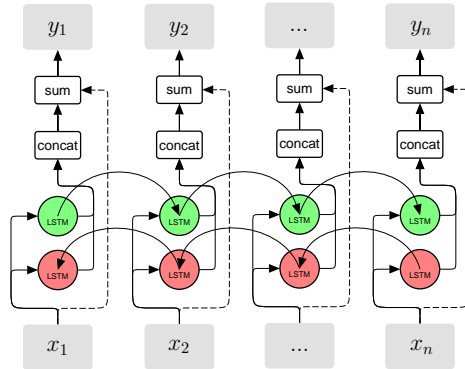 y1 y2 ... yn
sum sum sum sum
concat concat concat concat
LSTM LSTM LSTM LSTM
LSTM LSTM LSTM LSTM
x1 x2 ... xn